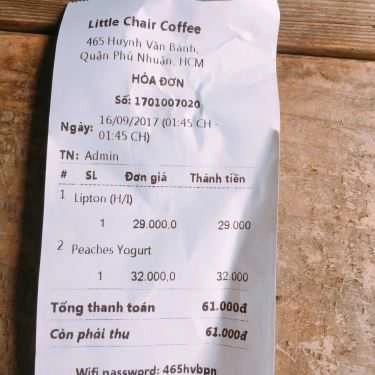 Little Chair Coffee
465 Huỳnh Văn Bánh,
Quận Phú Nhuận, HCM
HÓA ĐƠN
Số: 1701007020
Ngày: 16/09/2017 (01:45 CH -
01:45 CH)
TN: Admin
# SL Đơn giá Thành tiền
1 Lipton (H/I)
1 29.000,0 29.000
2 Peaches Yogurt
1 32.000,0 32.000
Tổng thanh toán 61.000đ
Còn phải thu 61.000đ
Wifi password: 465hvbpn